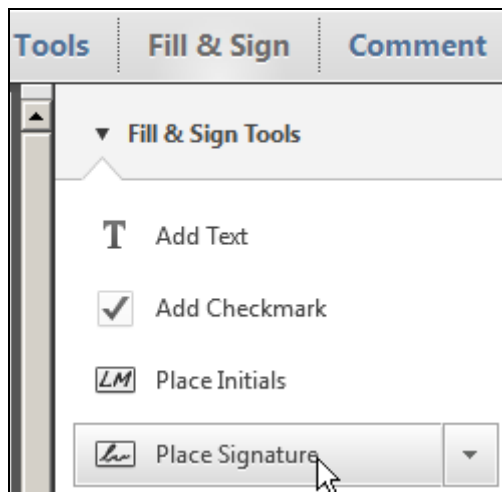 Tools Fill & Sign Comment
Fill & Sign Tools
T Add Text
Add Checkmark
LM Place Initials
Place Signature